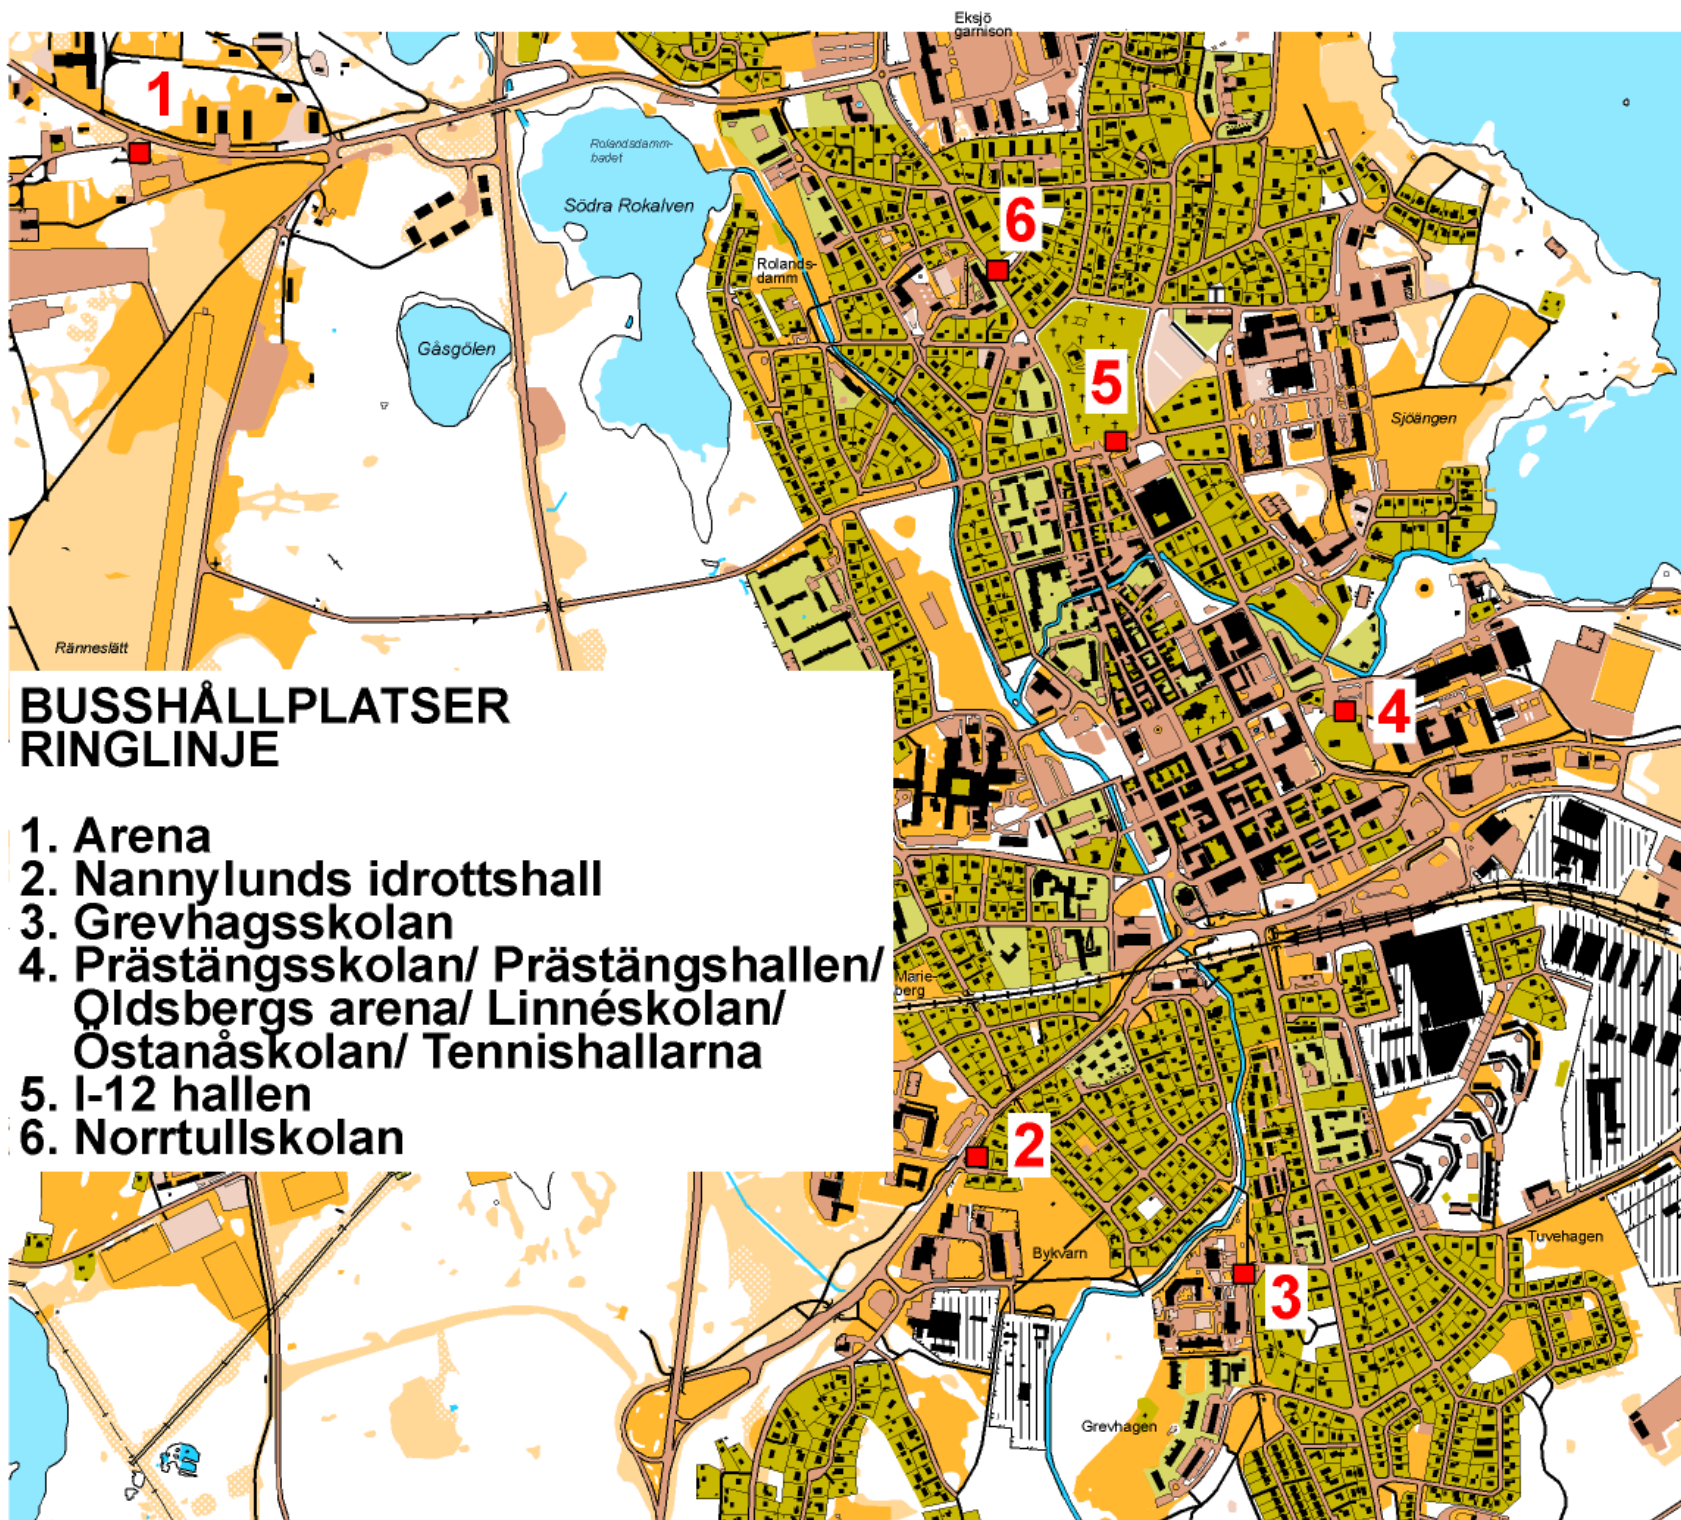 Eksjö
garnison
1
Rolandsdamm-
badet
Södra Rokalven
6
Rolands-
damm
Gåsgölen
5
Sjöängen
Ränneslätt
4
BUSSHÅLLPLATSER
RINGLINJE
1. Arena
2. Nannylunds idrottshall
3. Grevhagsskolan
4. Prästängsskolan/ Prästängshallen/
Oldsbergs arena/ Linnéskolan/
Östanåskolan/ Tennishallarna
5. I-12 hallen
6. Norrtullskolan
Marie-
berg
2
Bykvarn
Tuvehagen
3
Grevhagen